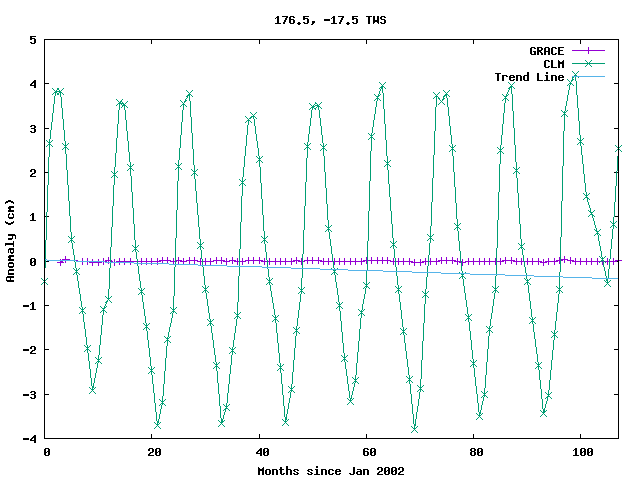 176.5, -17.5 TWS
GRACE
CLM
Trend Line
Anomaly (cm)
5
4
3
2
1
0
-1
-2
-3
-4
0 20 40 60 80 100
Months since Jan 2002